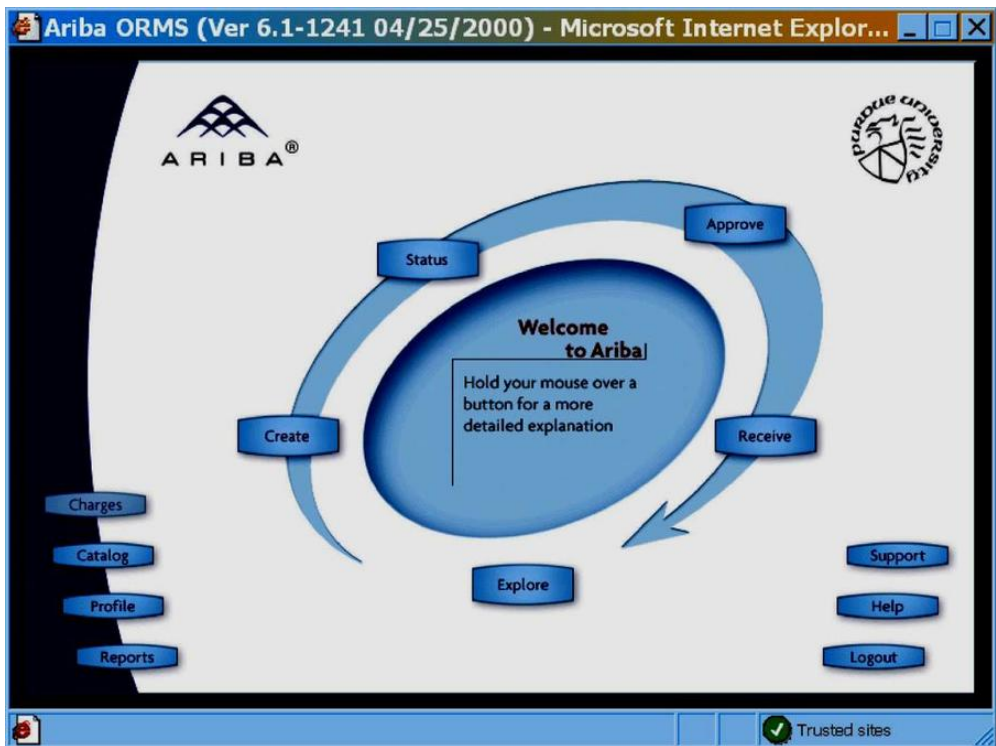 Ariba ORMS (Ver 6.1-1241 04/25/2000) - Microsoft Internet Explor...
ARIBA®
PURDUE UNIVERSITY
Approve
Status
Welcome
to Ariba
Hold your mouse over a
button for a more
detailed explanation
Create
Receive
Charges
Catalog
Support
Explore
Profile
Help
Reports
Logout
Trusted sites